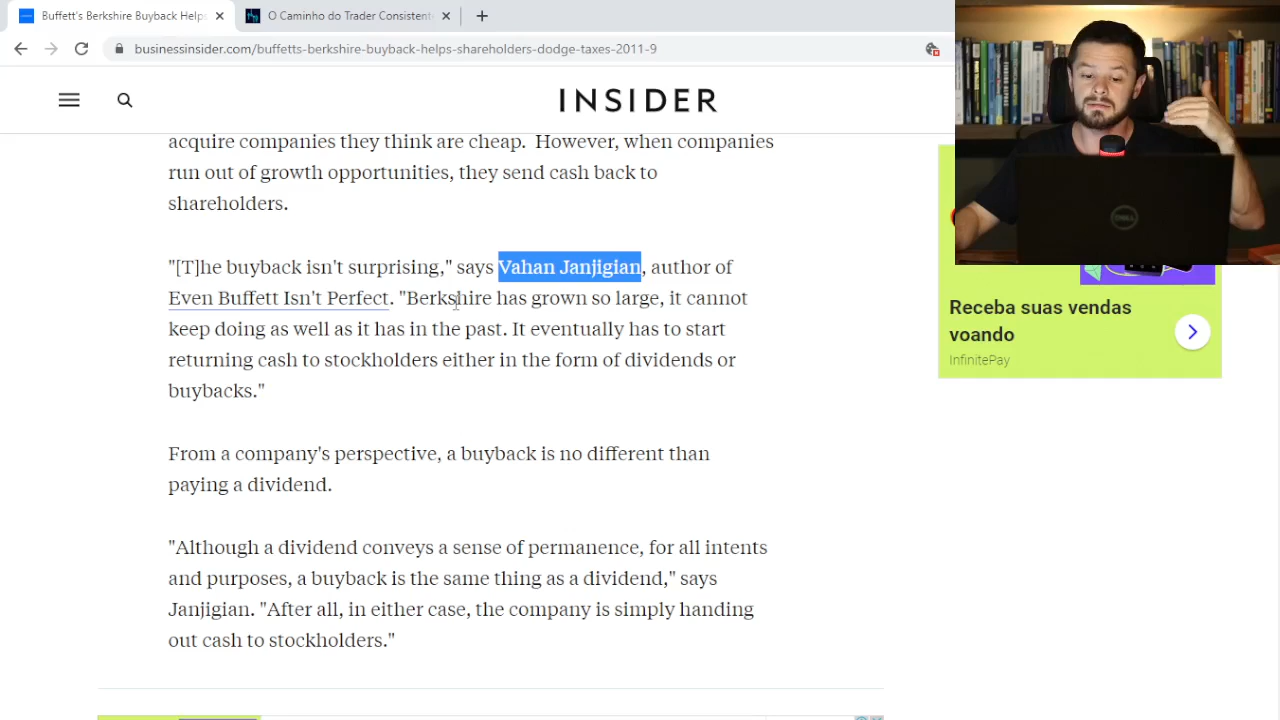 Buffett's Berkshire Buyback Helps
O Caminho do Trader Consistent
businessinsider.com/buffetts-berkshire-buyback-helps-shareholders-dodge-taxes-2011-9
INSIDER
acquire companies they think are cheap. However, when companies
run out of growth opportunities, they send cash back to
shareholders.
"[T]he buyback isn't surprising," says Vahan Janjigian, author of
Even Buffett Isn't Perfect. "Berkshire has grown so large, it cannot
keep doing as well as it has in the past. It eventually has to start
returning cash to stockholders either in the form of dividends or
buybacks."
From a company's perspective, a buyback is no different than
paying a dividend.
"Although a dividend conveys a sense of permanence, for all intents
and purposes, a buyback is the same thing as a dividend," says
Janjigian. "After all, in either case, the company is simply handing
out cash to stockholders."
Receba suas vendas
voando
InfinitePay
DELL